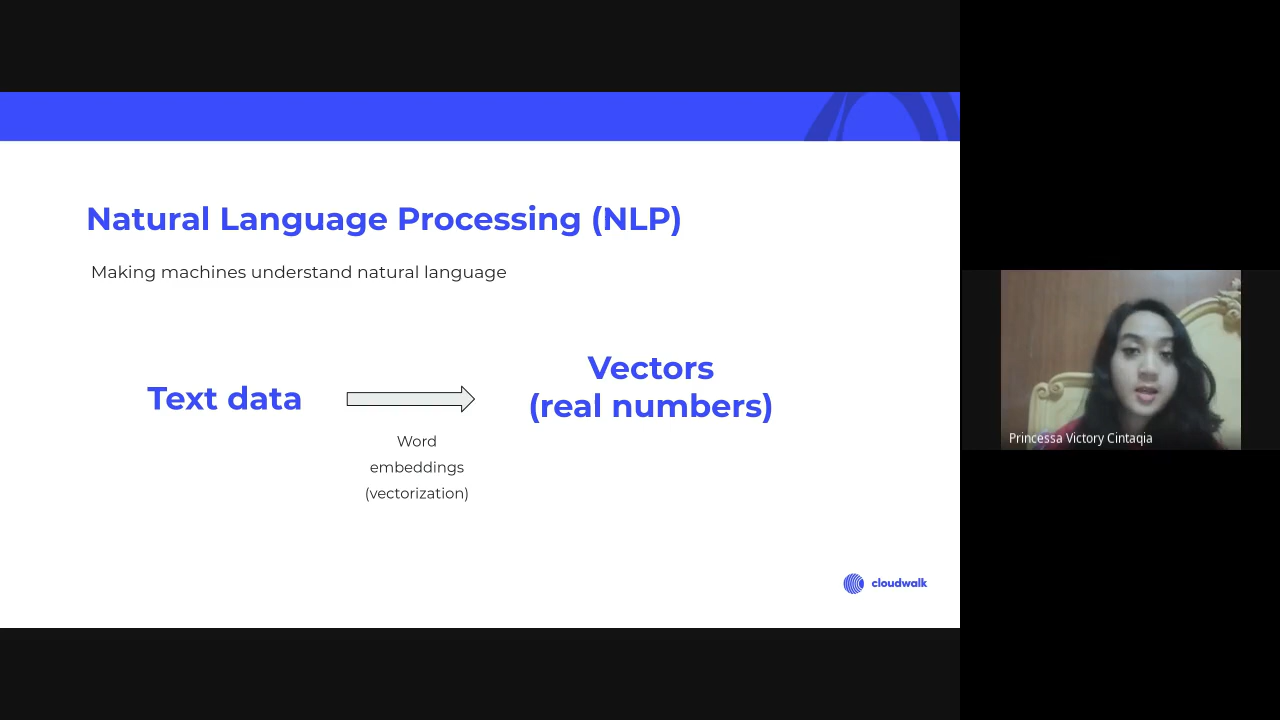 Natural Language Processing (NLP)
Making machines understand natural language
Text data
Word
embeddings
(vectorization)
Vectors
(real numbers)
cloudwalk
Princessa Victory Cintaqia